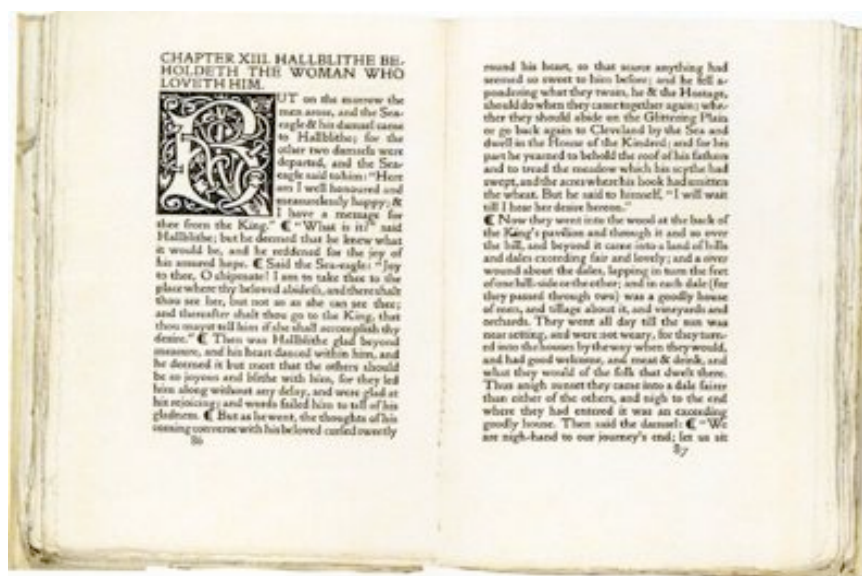 CHAPTER XIII. HALLBLITHE BE-
HOLDETH THE WOMAN WHO
LOVETH HIM.
BUT on the morrow the
men arose, and the Sea-
eagle & his damsel came
to Hallblithe; for the
other two damsels were
departed, and the Sea-
eagle said to him: "Here
am I well honoured and
measurelessly happy; &
I have a message for
thee from the King." ¶ "What is it?" said
Hallblithe; but he deemed that he knew what
it would be, and he reddened for the joy of
his assured hope. ¶ Said the Sea-eagle: "Joy
to thee, O shipmate! I am to take thee to the
place where thy beloved abideth, and there shalt
thou see her, but not so as she can see thee;
and thereafter shalt thou go to the King, that
thou mayst tell him if she shall accomplish thy
desire." ¶ Then was Hallblithe glad beyond
measure, and his heart danced within him, and
he deemed it but meet that the others should
be so joyous and blithe with him, for they led
him along without any delay, and were glad at
his rejoicing; and words failed him to tell of his
gladness. ¶ But as he went, the thoughts of his
coming converse with his beloved curled sweetly
86
round his heart, so that scarce anything had
seemed so sweet to him before; and he fell a-
pondering what they twain, he & the Hostage,
should do when they came together again; whe-
ther they should abide on the Glittering Plain
or go back again to Cleveland by the Sea and
dwell in the House of the Kindred; and for his
part he yearned to behold the roof of his fathers
and to tread the meadow which his scythe had
swept, and the acres where his hook had smitten
the wheat. But he said to himself, "I will wait
till I hear her desire hereon."
¶ Now they went into the wood at the back of
the King's pavilion and through it and so over
the hill, and beyond it came into a land of hills
and dales exceeding fair and lovely; and a river
wound about the dales, lapping in turn the feet
of one hill-side or the other; and in each dale (for
they passed through two) was a goodly house
of men, and tillage about it, and vineyards and
orchards. They went all day till the sun was
near setting, and were not weary, for they turn-
ed into the houses by the way when they would,
and had good welcome, and meat & drink, and
what they would of the folk that dwelt there.
Thus anigh sunset they came into a dale fairer
than either of the others, and nigh to the end
where they had entered it was an exceeding
goodly house. Then said the damsel: ¶ "We
are nigh-hand to our journey's end; let us sit
87